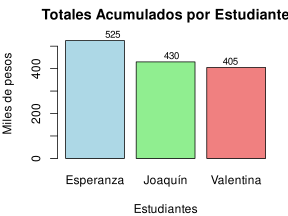 Totales Acumulados por Estudiante
525
430
405
Miles de pesos
400
200
0
Esperanza Joaquín Valentina
Estudiantes